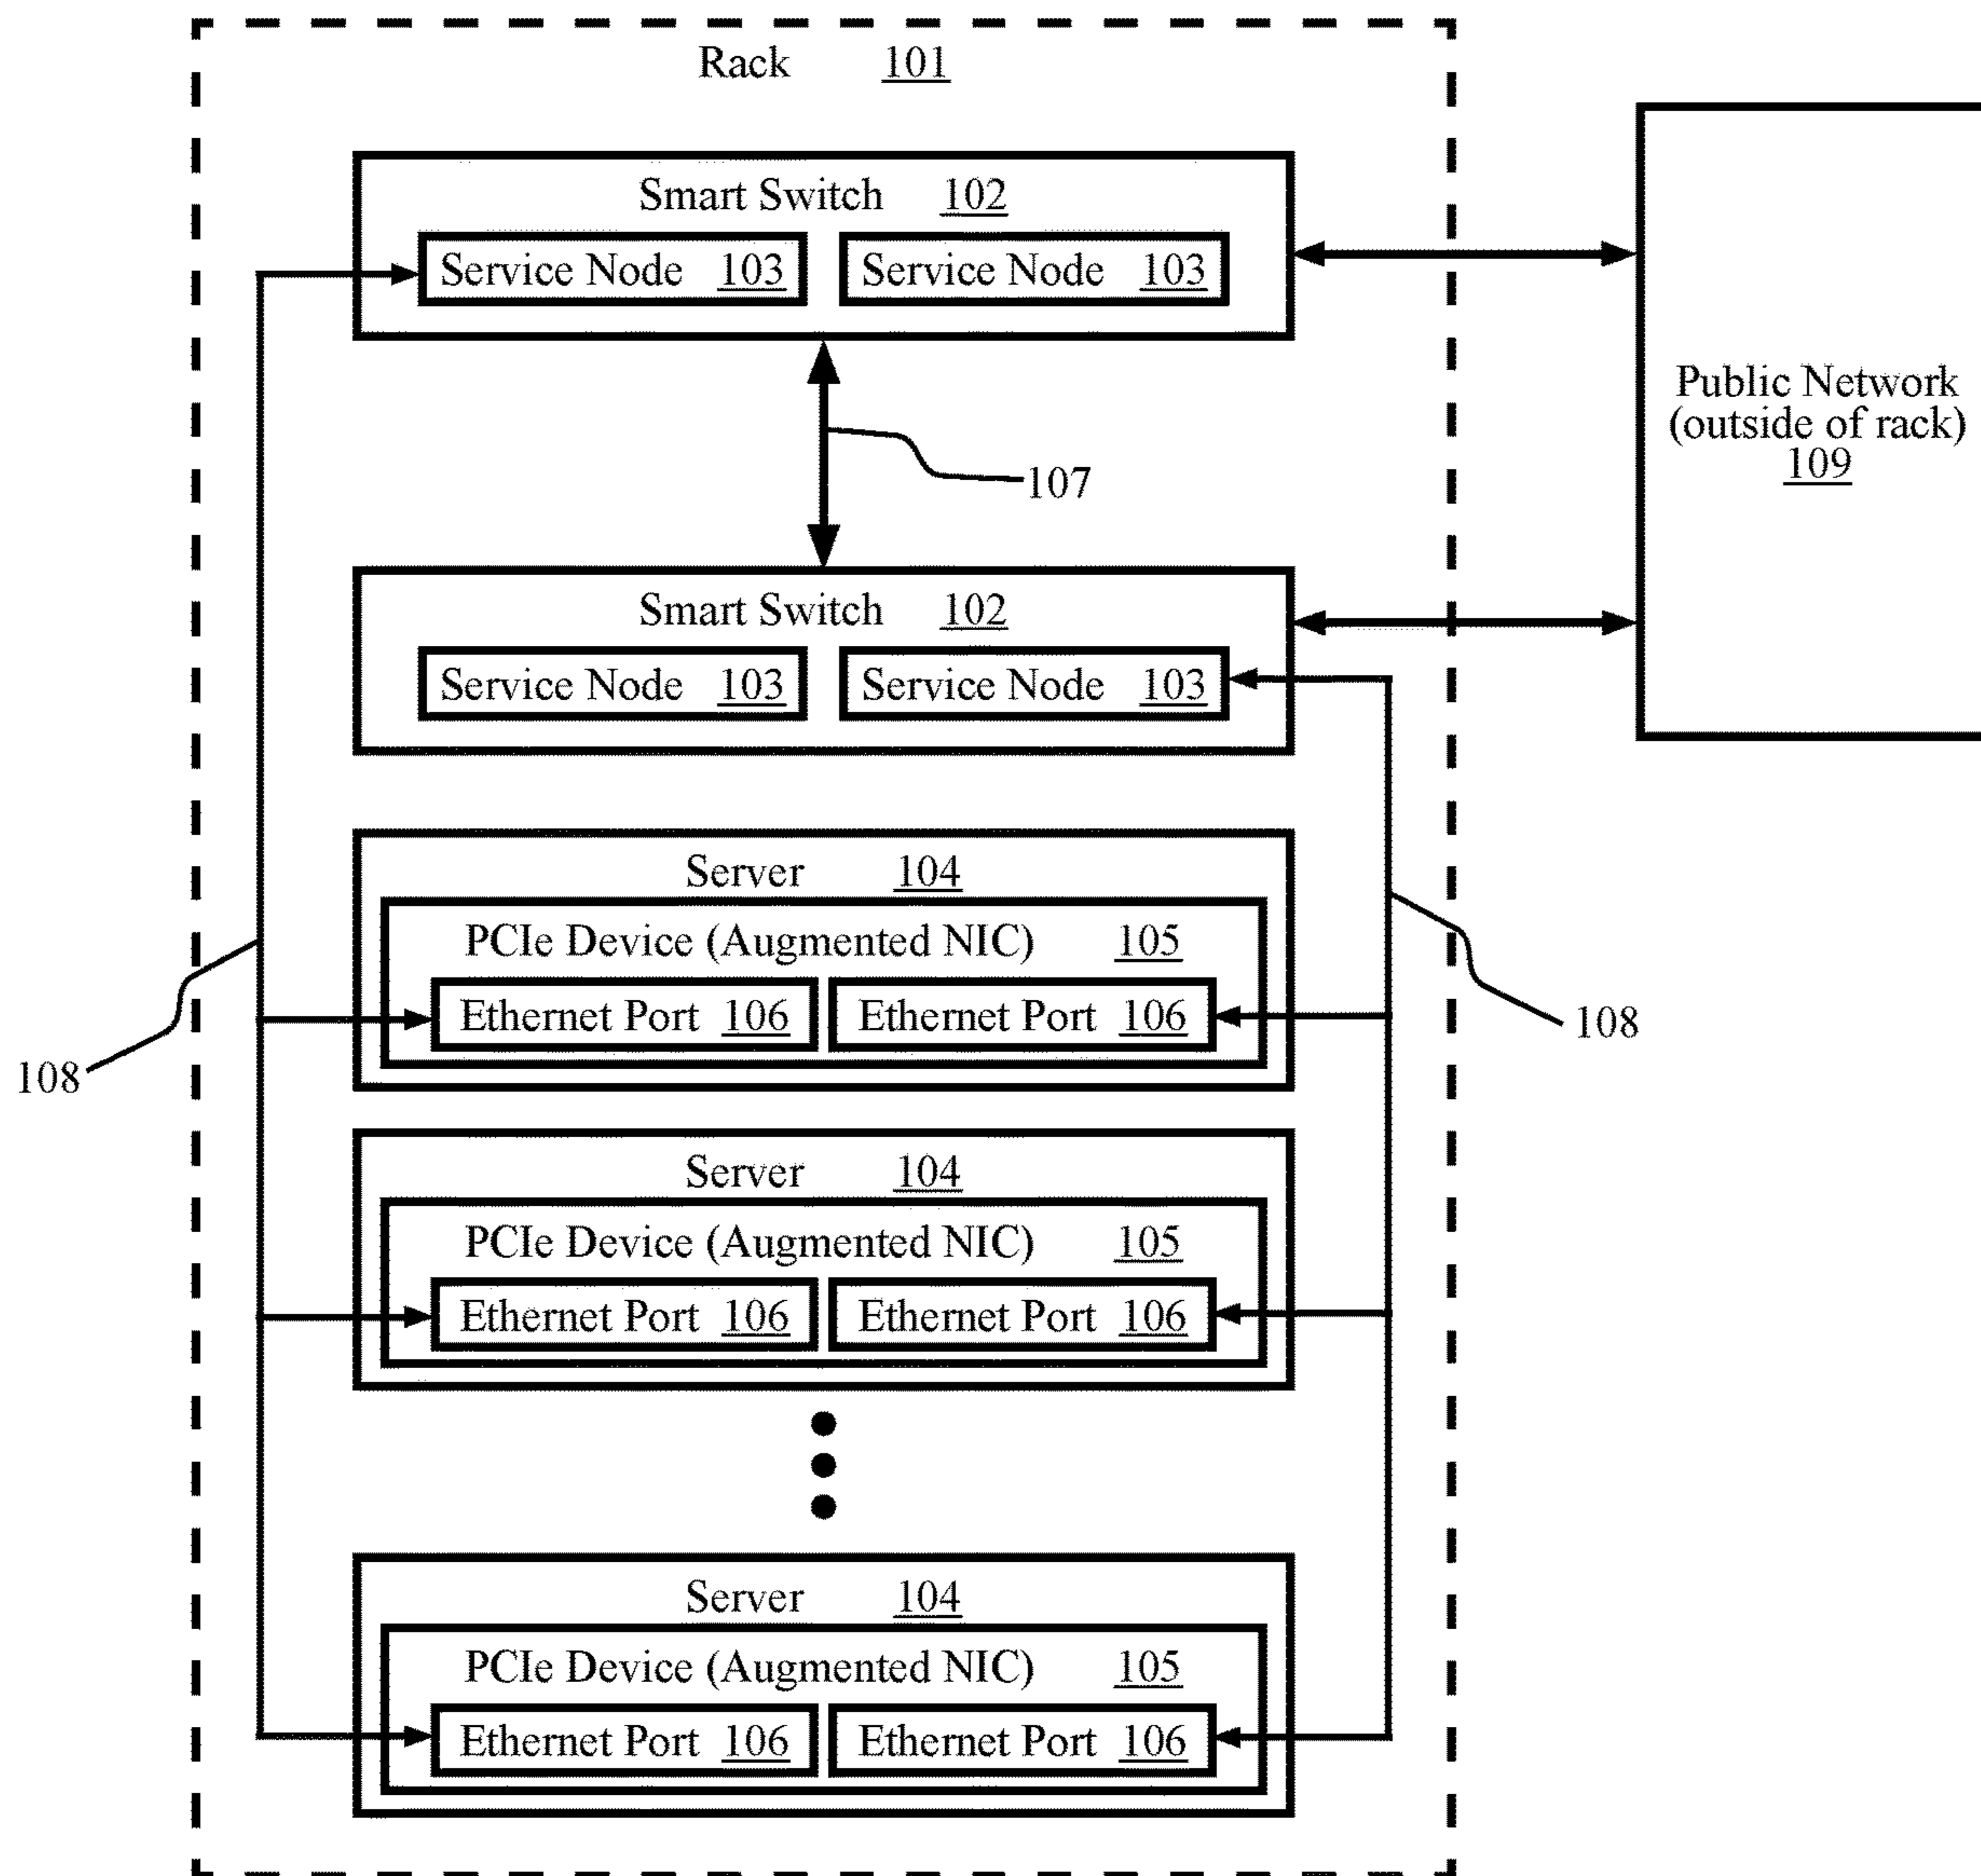 Rack 101
Smart Switch 102
Service Node 103 Service Node 103
Public Network
(outside of rack)
109
107
Smart Switch 102
Service Node 103 Service Node 103
Server 104
PCIe Device (Augmented NIC) 105
Ethernet Port 106 Ethernet Port 106
108
108
Server 104
PCIe Device (Augmented NIC) 105
Ethernet Port 106 Ethernet Port 106
Server 104
PCIe Device (Augmented NIC) 105
Ethernet Port 106 Ethernet Port 106